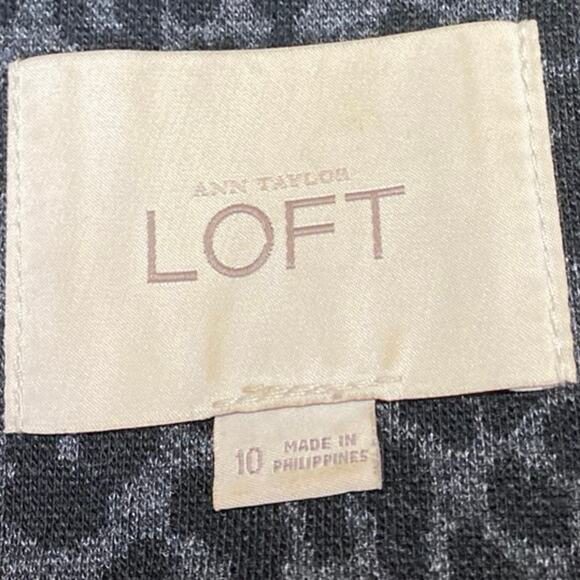 ANN TAYLOR
LOFT
10
MADE IN
PHILIPPINES